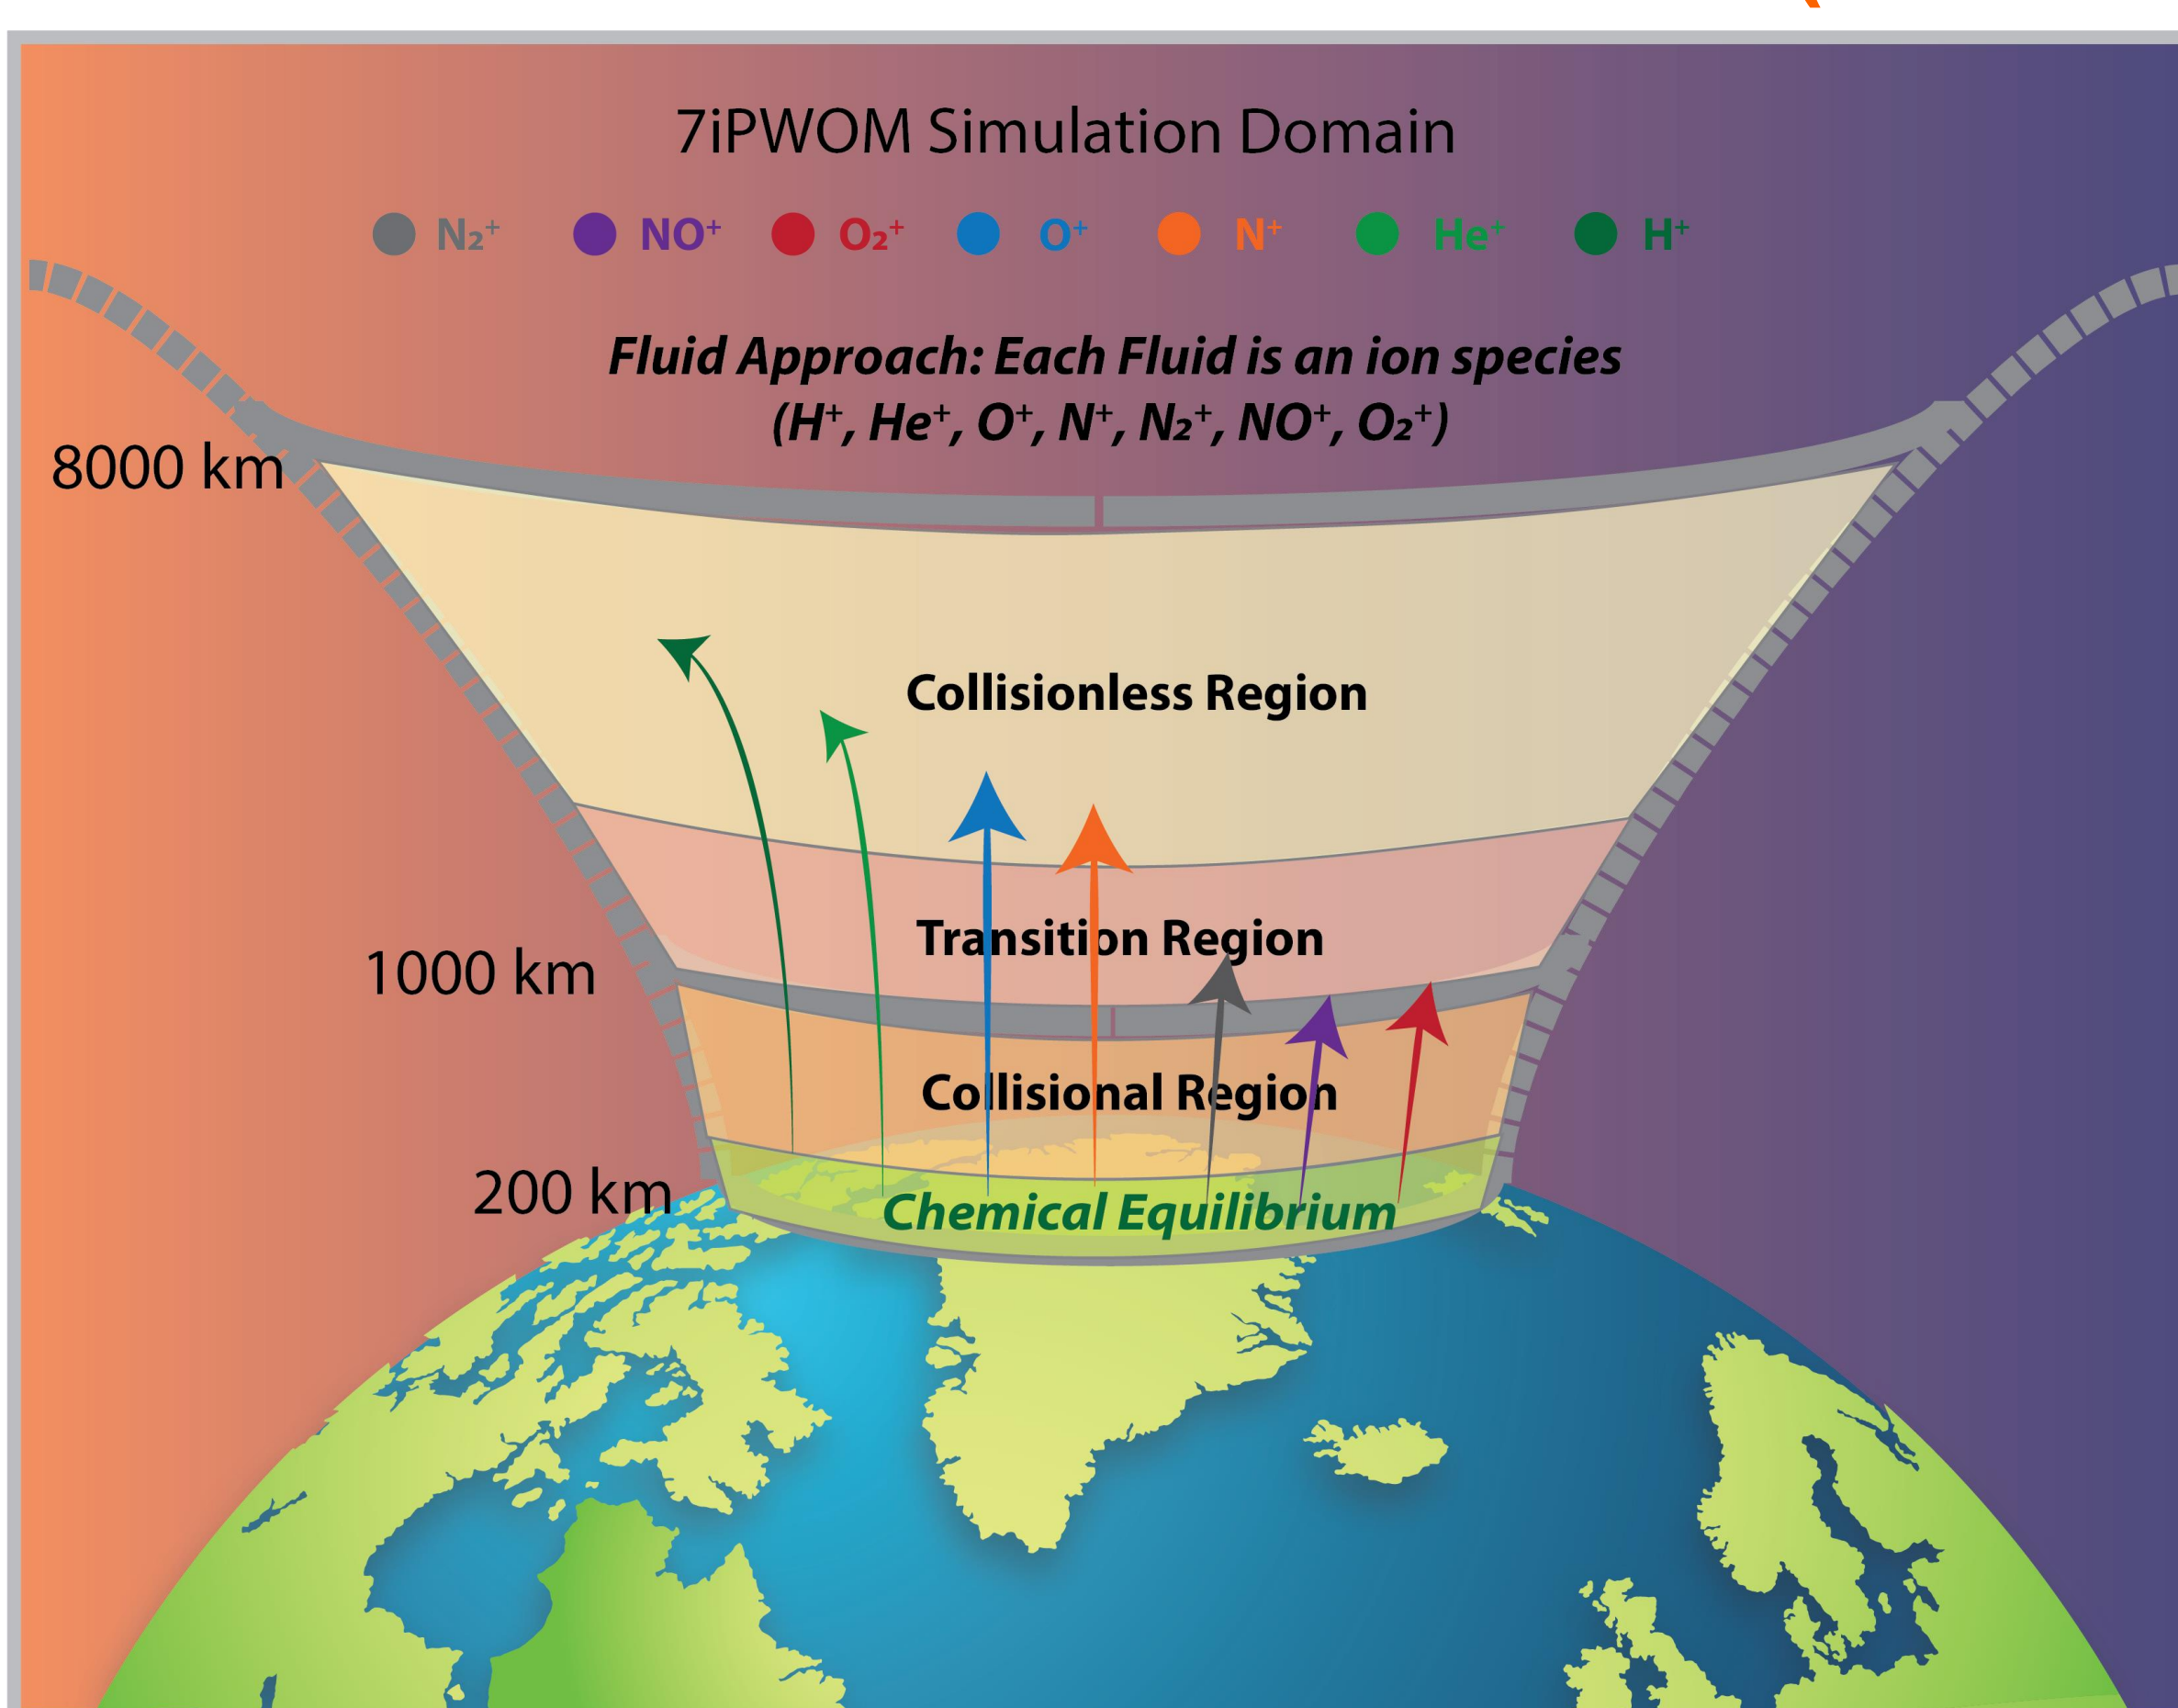 7iPWOM Simulation Domain
N₂⁺ NO⁺ O₂⁺ O⁺ N⁺ He⁺ H⁺
Fluid Approach: Each Fluid is an ion species
(H⁺, He⁺, O⁺, N⁺, N₂⁺, NO⁺, O₂⁺)
8000 km
Collisionless Region
Transition Region
1000 km
Collisional Region
200 km
Chemical Equilibrium